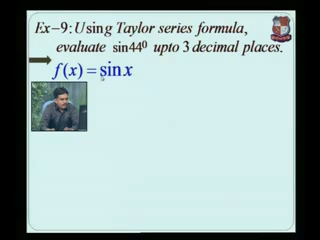 Ex-9: Using Taylor series formula,
evaluate sin44⁰ upto 3 decimal places.
f(x) = sin x